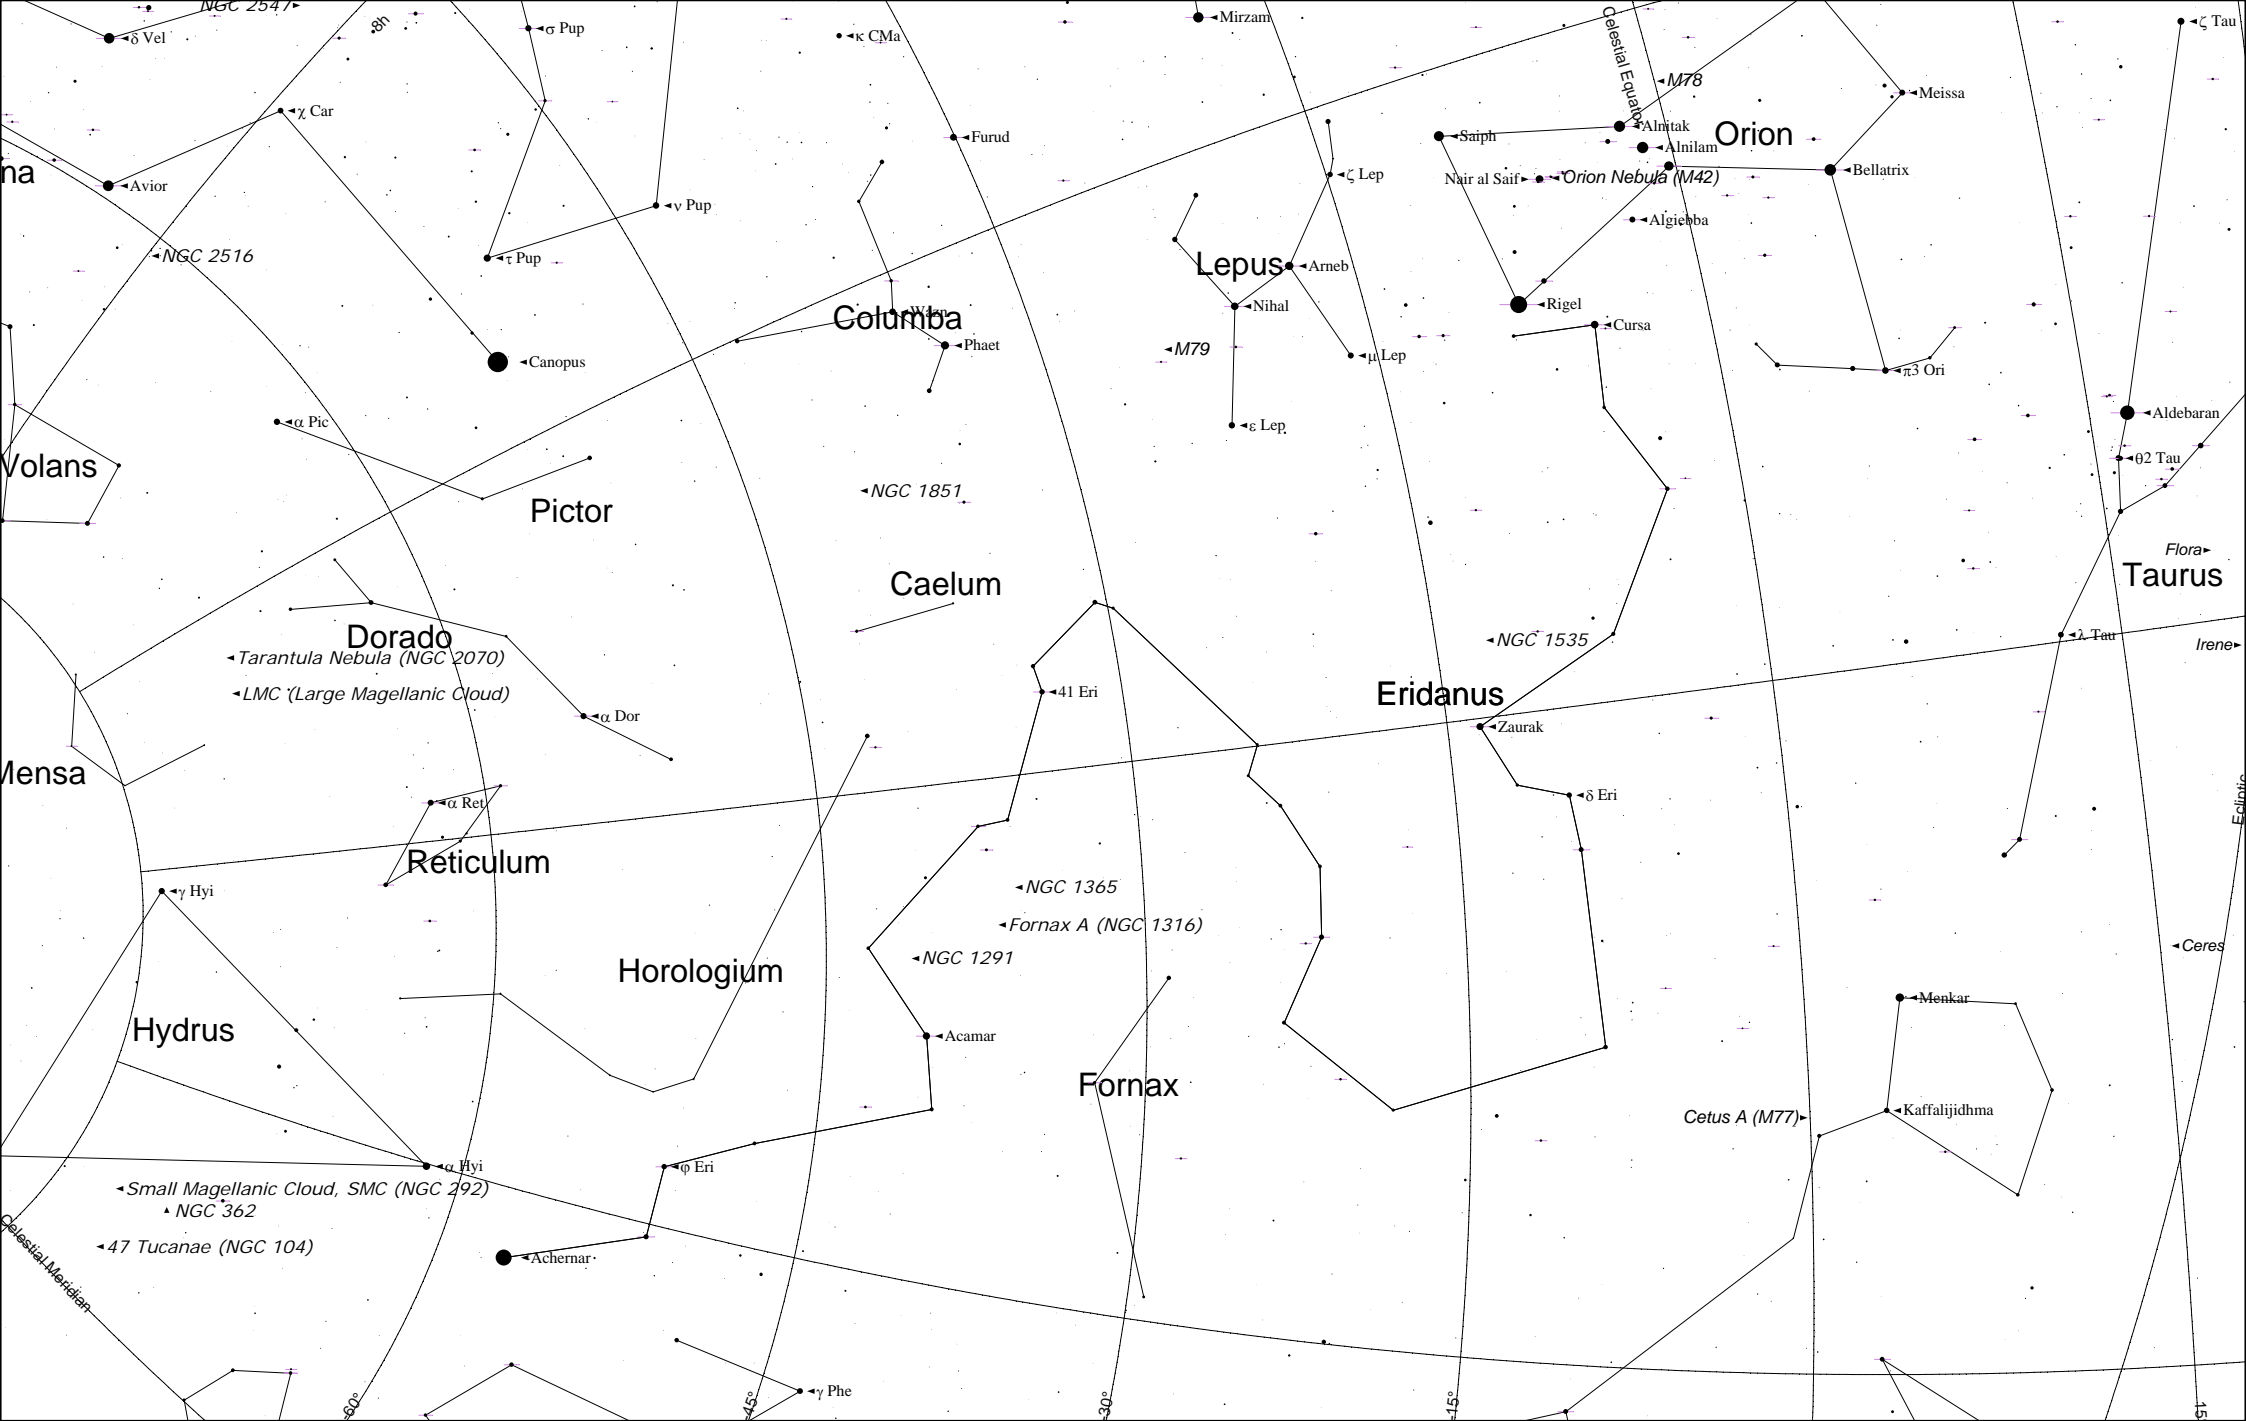 NGC 2547
8h
σ Pup
κ CMa
Mirzam
Celestial Equator
ζ Tau
δ Vel
M78
Meissa
χ Car
Furud
Saiph
Alnitak
Orion
Alnilam
na
Avior
ζ Lep
Nair al Saif
Orion Nebula (M42)
Bellatrix
ν Pup
Algiebba
NGC 2516
τ Pup
Lepus
Arneb
Nihal
Rigel
Columba
Wazn
Cursa
Phaet
M79
μ Lep
Canopus
π3 Ori
α Pic
ε Lep
Aldebaran
Volans
θ2 Tau
Pictor
NGC 1851
Flora
Caelum
Taurus
Dorado
NGC 1535
λ Tau
Tarantula Nebula (NGC 2070)
Irene
LMC (Large Magellanic Cloud)
41 Eri
Eridanus
α Dor
Zaurak
Mensa
α Ret
δ Eri
Ecliptic
Reticulum
γ Hyi
NGC 1365
Fornax A (NGC 1316)
NGC 1291
Ceres
Horologium
Menkar
Hydrus
Acamar
Fornax
Cetus A (M77)
Kaffalijidhma
α Hyi
φ Eri
Small Magellanic Cloud, SMC (NGC 292)
NGC 362
47 Tucanae (NGC 104)
Celestial Meridian
Achernar
γ Phe
-60°
-45°
-30°
-15°
15°